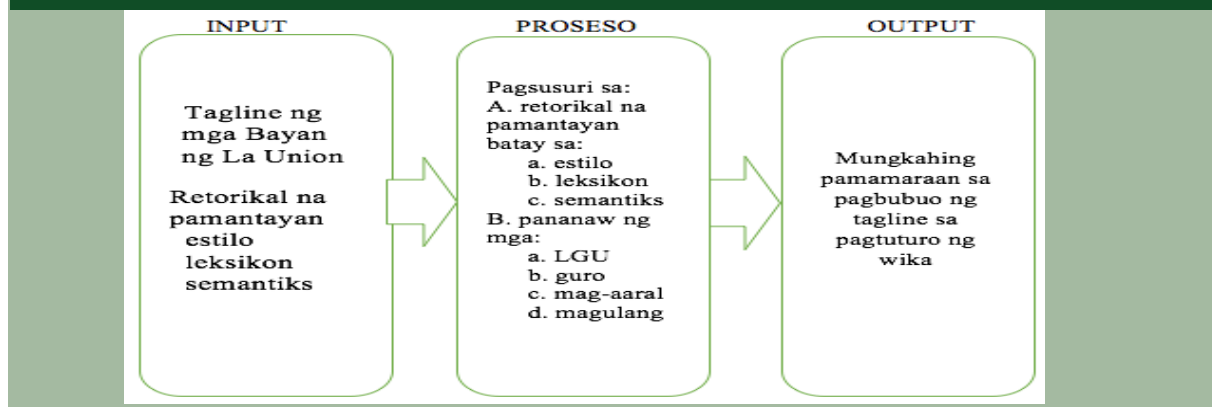 INPUT
Tagline ng
mga Bayan
ng La Union
Retorikal na
pamantayan
estilo
leksikon
semantiks
PROSESO
Pagsusuri sa:
A. retorikal na
pamantayan
batay sa:
a. estilo
b. leksikon
c. semantiks
B. pananaw ng
mga:
a. LGU
b. guro
c. mag-aaral
d. magulang
OUTPUT
Mungkahing
pamamaraan sa
pagbubuo ng
tagline sa
pagtuturo ng
wika